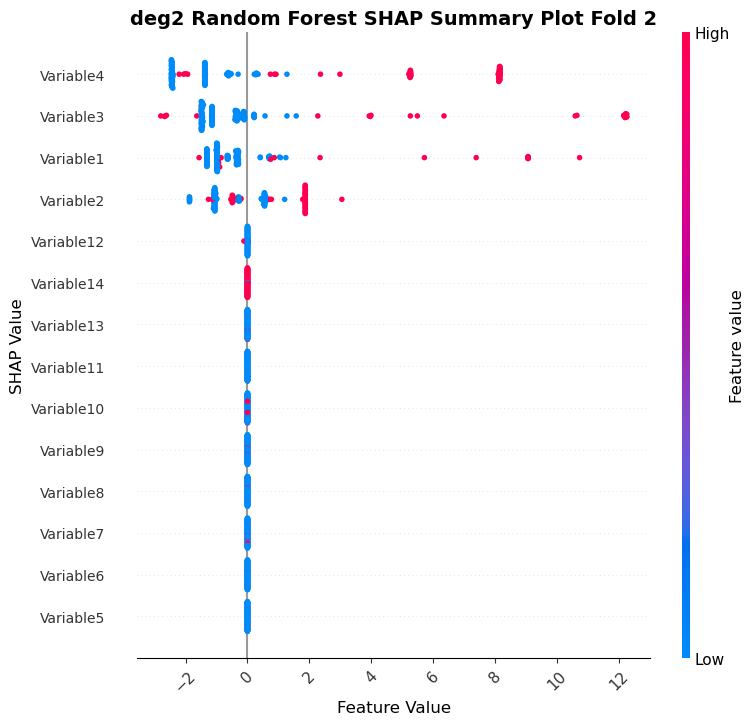 deg2 Random Forest SHAP Summary Plot Fold 2
High
Variable4
Variable3
Variable1
Variable2
Variable12
Variable14
Variable13
Variable11
Variable10
Variable9
Variable8
Variable7
Variable6
Variable5
SHAP Value
Feature value
Low
−2 0 2 4 6 8 10 12
Feature Value